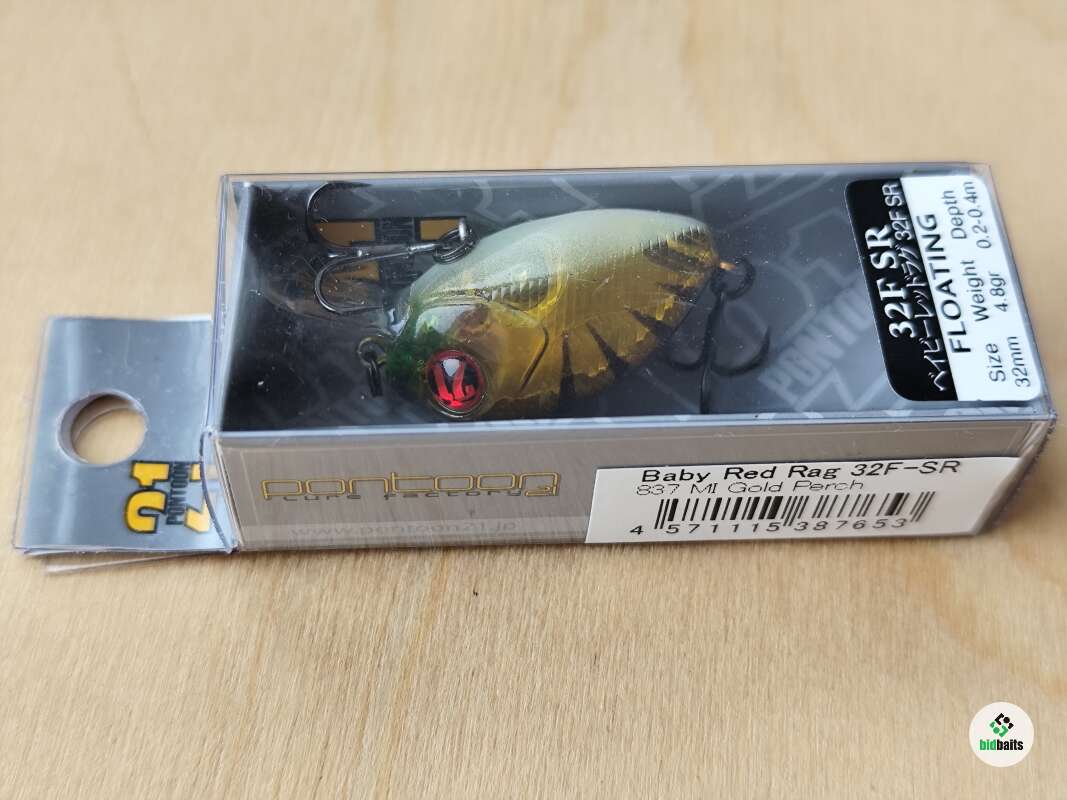 32F SR
ベイビーレッドラグ 32F SR
FLOATING
Size Weight Depth
32mm 4.8gr 0.2-0.4m
21
PONTOON
pontoon21
lure factory
www.pontoon21.jp
Baby Red Rag 32F-SR
837 MI Gold Perch
4 571115 387653
bidbaits